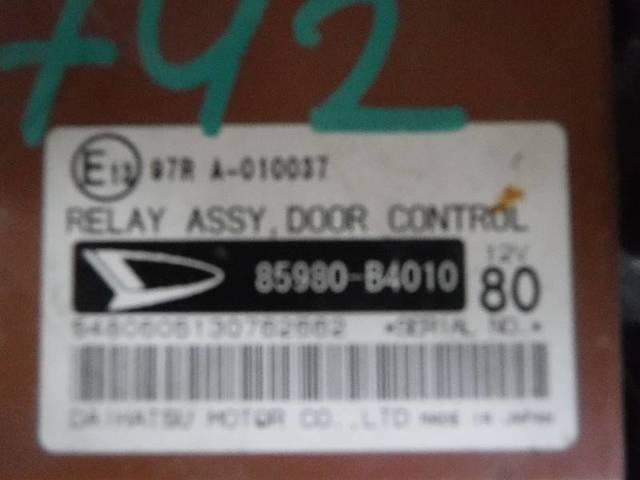 742
E13 97R A-010037
RELAY ASSY, DOOR CONTROL
85980-B4010
12V
80
*SERIAL NO.*
DAIHATSU MOTOR CO.,LTD MADE IN JAPAN